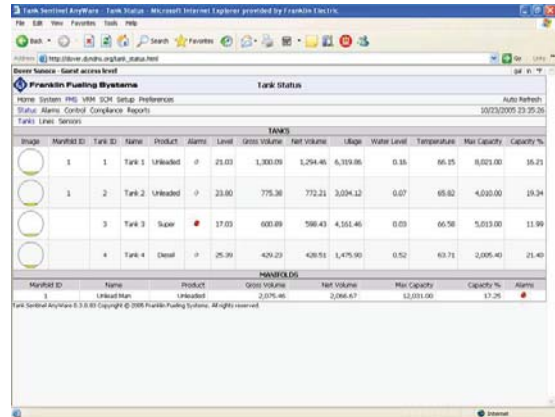 Tank Sentinel AnyWare - Tank Status - Microsoft Internet Explorer provided by Franklin Electric
File Edit View Favorites Tools Help
Back Search Favorites
Address http://dover.dyndns.org/tank_status.html Go Links
Dover Sunoco - Guest access level gal in °F
Franklin Fueling Systems Tank Status
Home System FMS VRM SCM Setup Preferences Auto Refresh
Status Alarms Control Compliance Reports 10/23/2005 23:35:26
Tanks Lines Sensors
TANKS
Image Manifold ID Tank ID Name Product Alarms Level Gross Volume Net Volume Ullage Water Level Temperature Max Capacity Capacity %
1 1 Tank 1 Unleaded 21.03 1,300.09 1,294.46 6,319.86 0.16 66.15 8,021.00 16.21
1 2 Tank 2 Unleaded 23.80 775.38 772.21 3,034.12 0.07 65.82 4,010.00 19.34
3 Tank 3 Super 17.03 600.89 598.43 4,161.46 0.03 66.58 5,013.00 11.99
4 Tank 4 Diesel 25.39 429.23 428.51 1,475.90 0.52 63.71 2,005.40 21.40
MANIFOLDS
Manifold ID Name Product Gross Volume Net Volume Max Capacity Capacity % Alarms
1 Unlead Man Unleaded 2,075.46 2,066.67 12,031.00 17.25
Tank Sentinel AnyWare 0.3.0.83 Copyright © 2005 Franklin Fueling Systems. All rights reserved.
Internet